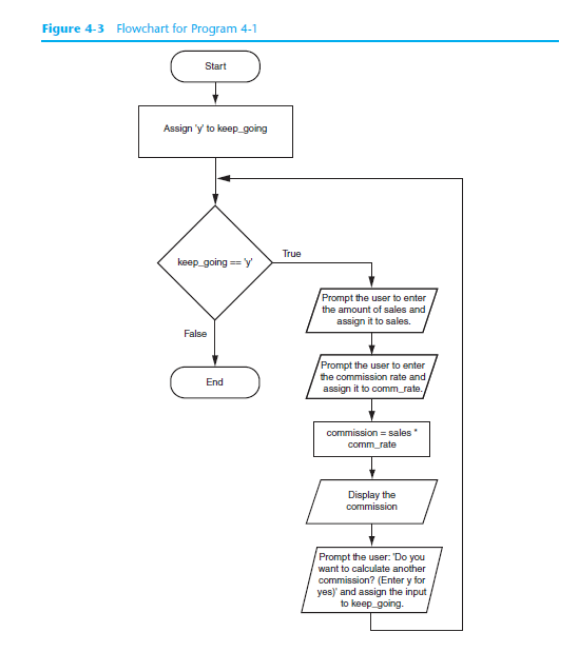 Figure 4-3 Flowchart for Program 4-1
Start
Assign 'y' to keep_going
keep_going == 'y'
True
False
End
Prompt the user to enter
the amount of sales and
assign it to sales.
Prompt the user to enter
the commission rate and
assign it to comm_rate.
commission = sales *
comm_rate
Display the
commission
Prompt the user: 'Do you
want to calculate another
commission? (Enter y for
yes)' and assign the input
to keep_going.